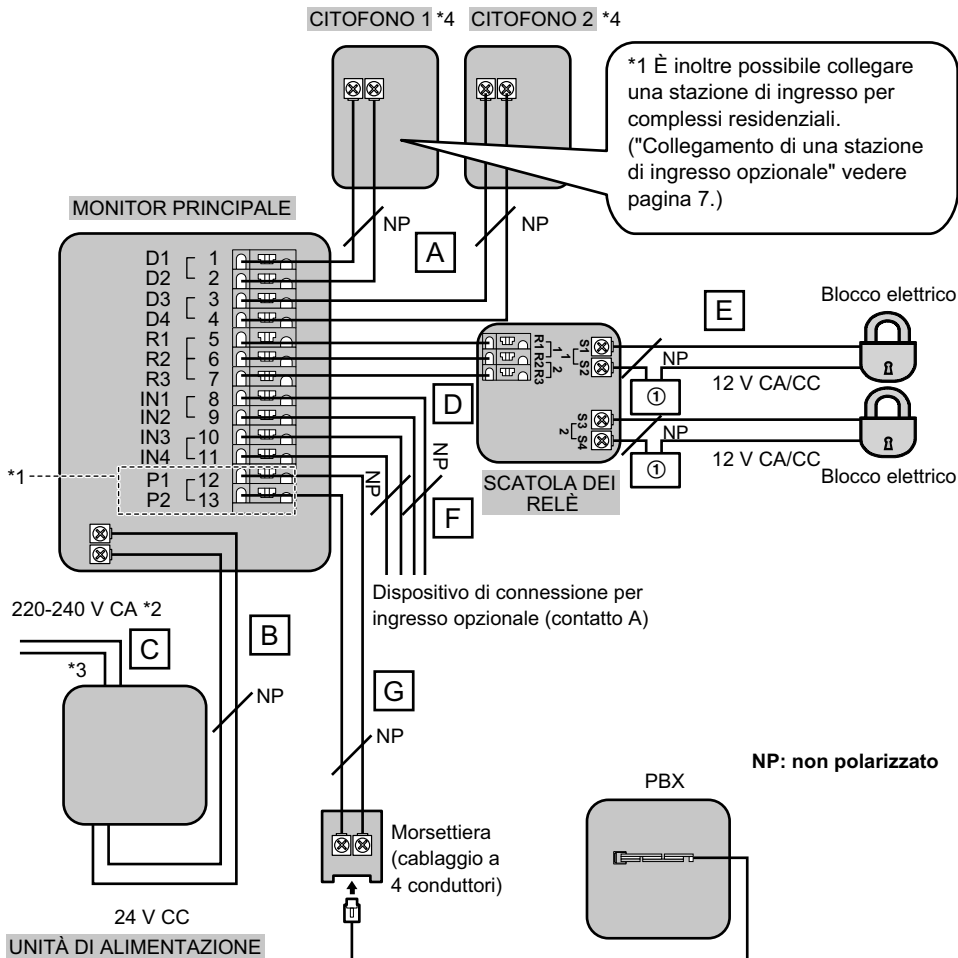 CITOFONO 1 *4
CITOFONO 2 *4
*1 È inoltre possibile collegare
una stazione di ingresso per
complessi residenziali.
("Collegamento di una stazione
di ingresso opzionale" vedere
pagina 7.)
MONITOR PRINCIPALE
NP
A
NP
D1 1
D2 2
D3 3
D4 4
R1 5
R2 6
R3 7
IN1 8
IN2 9
IN3 10
IN4 11
P1 12
P2 13
*1
R1
R2
R3
1
2
S1
S2
1
S3
S4
2
E
Blocco elettrico
NP
①
12 V CA/CC
NP
①
12 V CA/CC
Blocco elettrico
D
SCATOLA DEI
RELÈ
NP
NP
F
Dispositivo di connessione per
ingresso opzionale (contatto A)
220-240 V CA *2
C
B
*3
NP
G
NP
NP: non polarizzato
PBX
Morsettiera
(cablaggio a
4 conduttori)
24 V CC
UNITÀ DI ALIMENTAZIONE